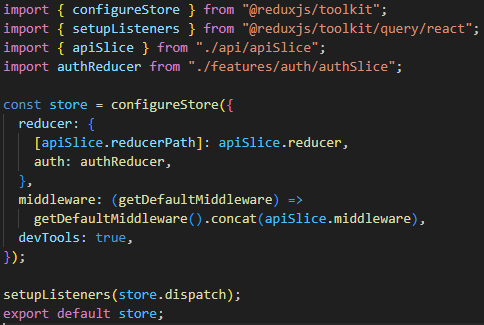 import { configureStore } from "@reduxjs/toolkit";
import { setupListeners } from "@reduxjs/toolkit/query/react";
import { apiSlice } from "./api/apiSlice";
import authReducer from "./features/auth/authSlice";

const store = configureStore({
  reducer: {
    [apiSlice.reducerPath]: apiSlice.reducer,
    auth: authReducer,
  },
  middleware: (getDefaultMiddleware) =>
    getDefaultMiddleware().concat(apiSlice.middleware),
  devTools: true,
});

setupListeners(store.dispatch);
export default store;